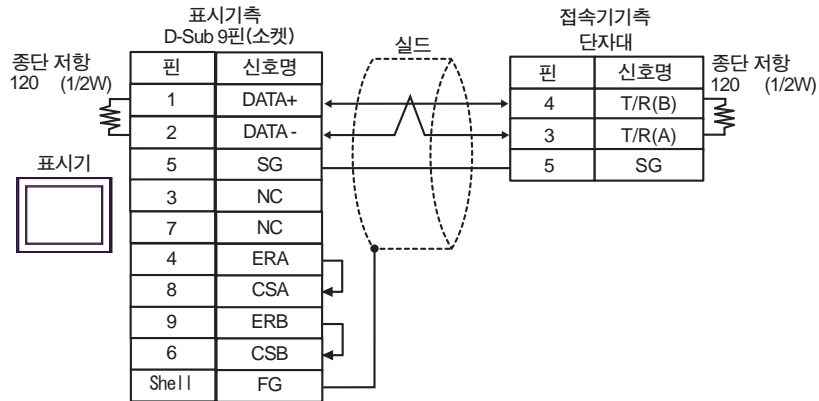 표시기측
D-Sub 9핀(소켓)
종단 저항
120 (1/2W)
핀 신호명
1 DATA+
2 DATA-
5 SG
3 NC
7 NC
4 ERA
8 CSA
9 ERB
6 CSB
Shell FG
표시기
실드
접속기기측
단자대
핀 신호명
4 T/R(B)
3 T/R(A)
5 SG
종단 저항
120 (1/2W)